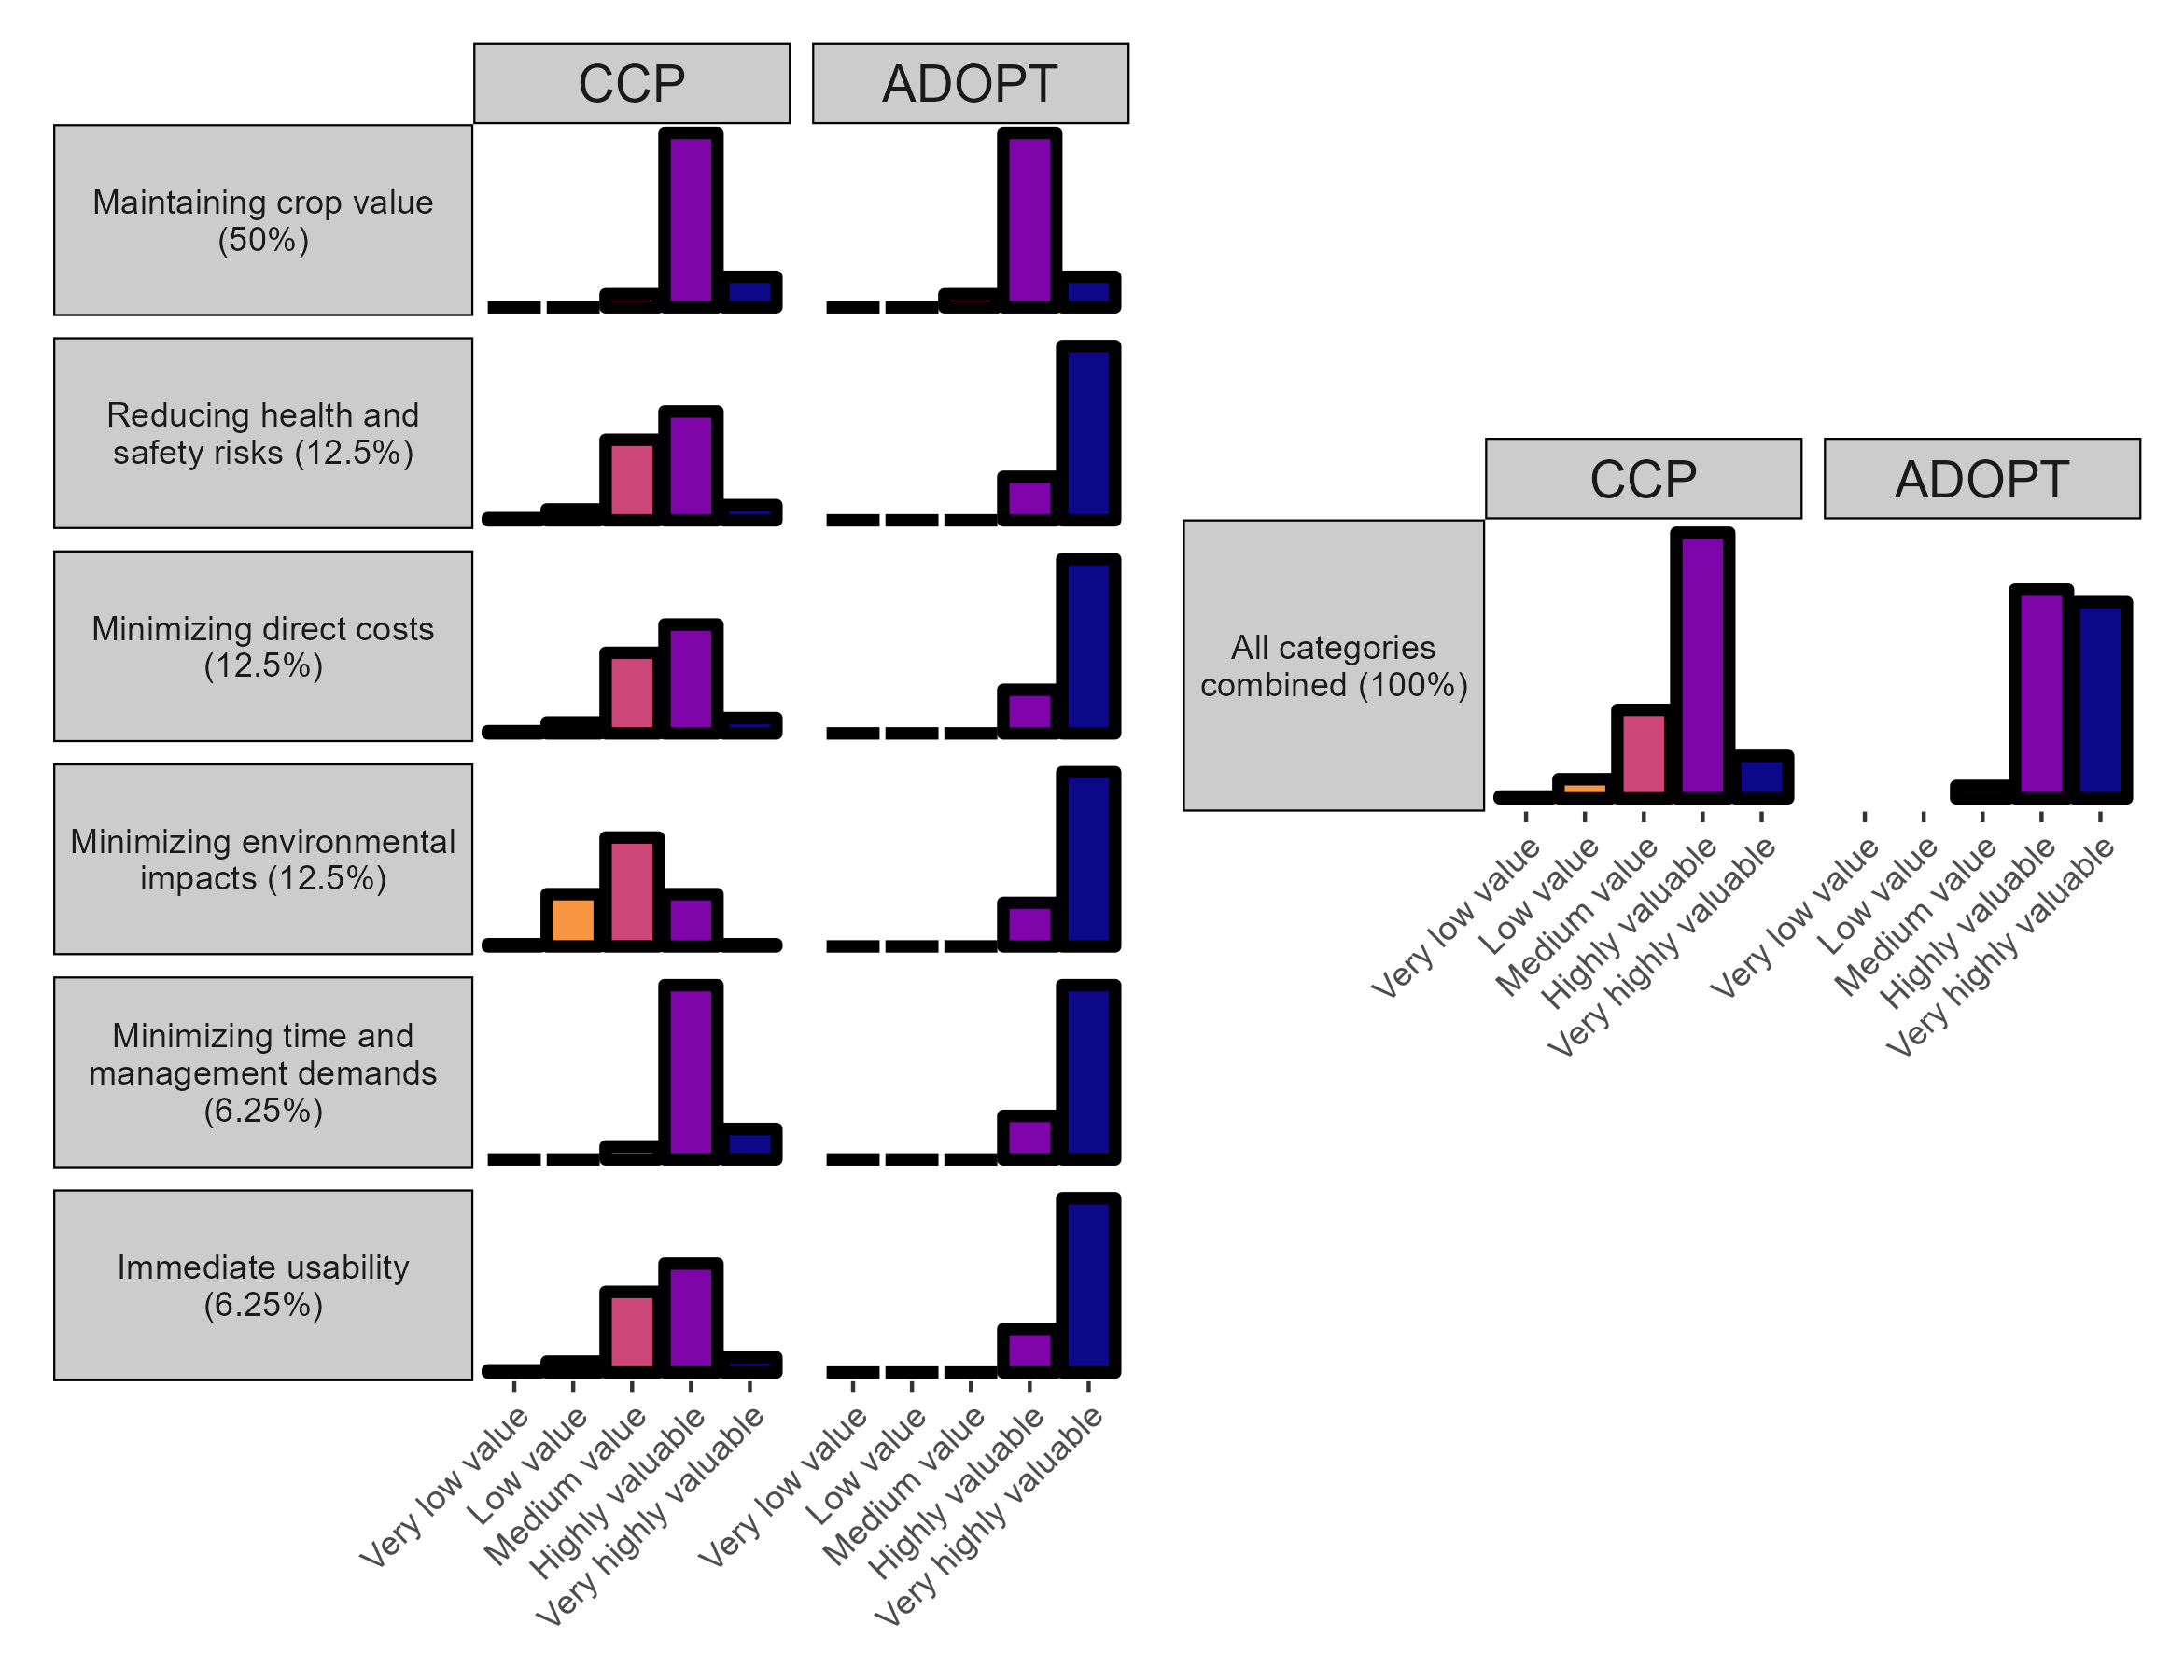 CCP
ADOPT
Maintaining crop value
(50%)
Reducing health and
safety risks (12.5%)
Minimizing direct costs
(12.5%)
Minimizing environmental
impacts (12.5%)
Minimizing time and
management demands
(6.25%)
Immediate usability
(6.25%)
Very low value
Low value
Medium value
Highly valuable
Very highly valuable
Very low value
Low value
Medium value
Highly valuable
Very highly valuable
CCP
ADOPT
All categories
combined (100%)
Very low value
Low value
Medium value
Highly valuable
Very highly valuable
Very low value
Low value
Medium value
Highly valuable
Very highly valuable